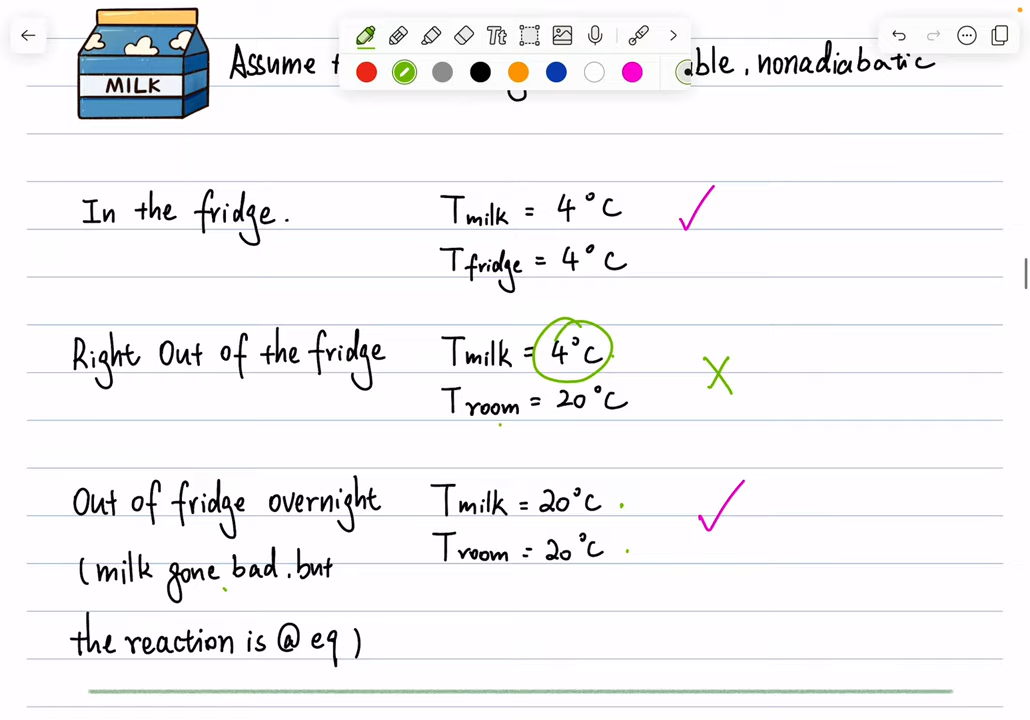 MILK
Tt
Assume
ble, nonadiabatic
In the fridge.
Tmilk = 4°C
Tfridge = 4°C
Right Out of the fridge
Tmilk = 4°C
Troom = 20°C
X
Out of fridge overnight
Tmilk = 20°C
Troom = 20°C
(milk gone bad. but
the reaction is @ eq)